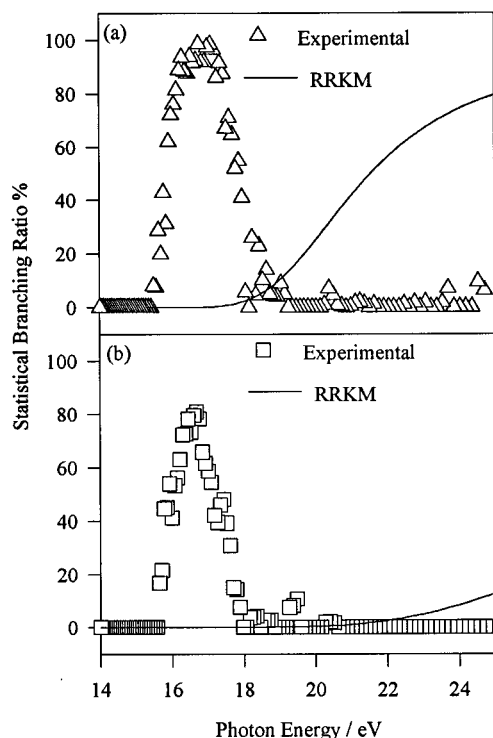 (a)
Experimental
RRKM
100
80
60
40
20
0
(b)
Experimental
RRKM
100
80
60
40
20
0
Statistical Branching Ratio %
14 16 18 20 22 24
Photon Energy / eV